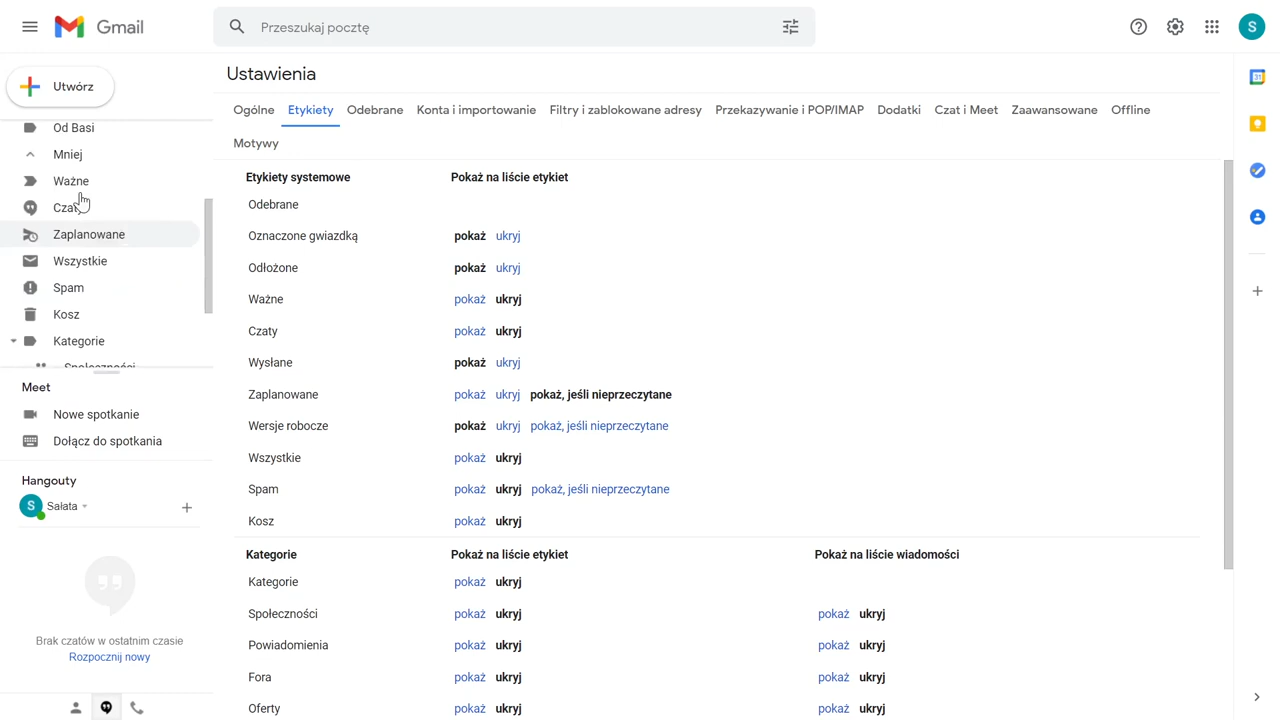 Gmail
Przeszukaj pocztę
S
Utwórz
Od Basi
Mniej
Ważne
Czaty
Zaplanowane
Wszystkie
Spam
Kosz
Kategorie
Społeczności
Meet
Nowe spotkanie
Dołącz do spotkania
Hangouty
S Sałata
Brak czatów w ostatnim czasie
Rozpocznij nowy
Ustawienia
Ogólne Etykiety Odebrane Konta i importowanie Filtry i zablokowane adresy Przekazywanie i POP/IMAP Dodatki Czat i Meet Zaawansowane Offline
Motywy
Etykiety systemowe Pokaż na liście etykiet
Odebrane
Oznaczone gwiazdką pokaż ukryj
Odłożone pokaż ukryj
Ważne pokaż ukryj
Czaty pokaż ukryj
Wysłane pokaż ukryj
Zaplanowane pokaż ukryj pokaż, jeśli nieprzeczytane
Wersje robocze pokaż ukryj pokaż, jeśli nieprzeczytane
Wszystkie pokaż ukryj
Spam pokaż ukryj pokaż, jeśli nieprzeczytane
Kosz pokaż ukryj
Kategorie Pokaż na liście etykiet Pokaż na liście wiadomości
Kategorie pokaż ukryj
Społeczności pokaż ukryj pokaż ukryj
Powiadomienia pokaż ukryj pokaż ukryj
Fora pokaż ukryj pokaż ukryj
Oferty pokaż ukryj pokaż ukryj
31